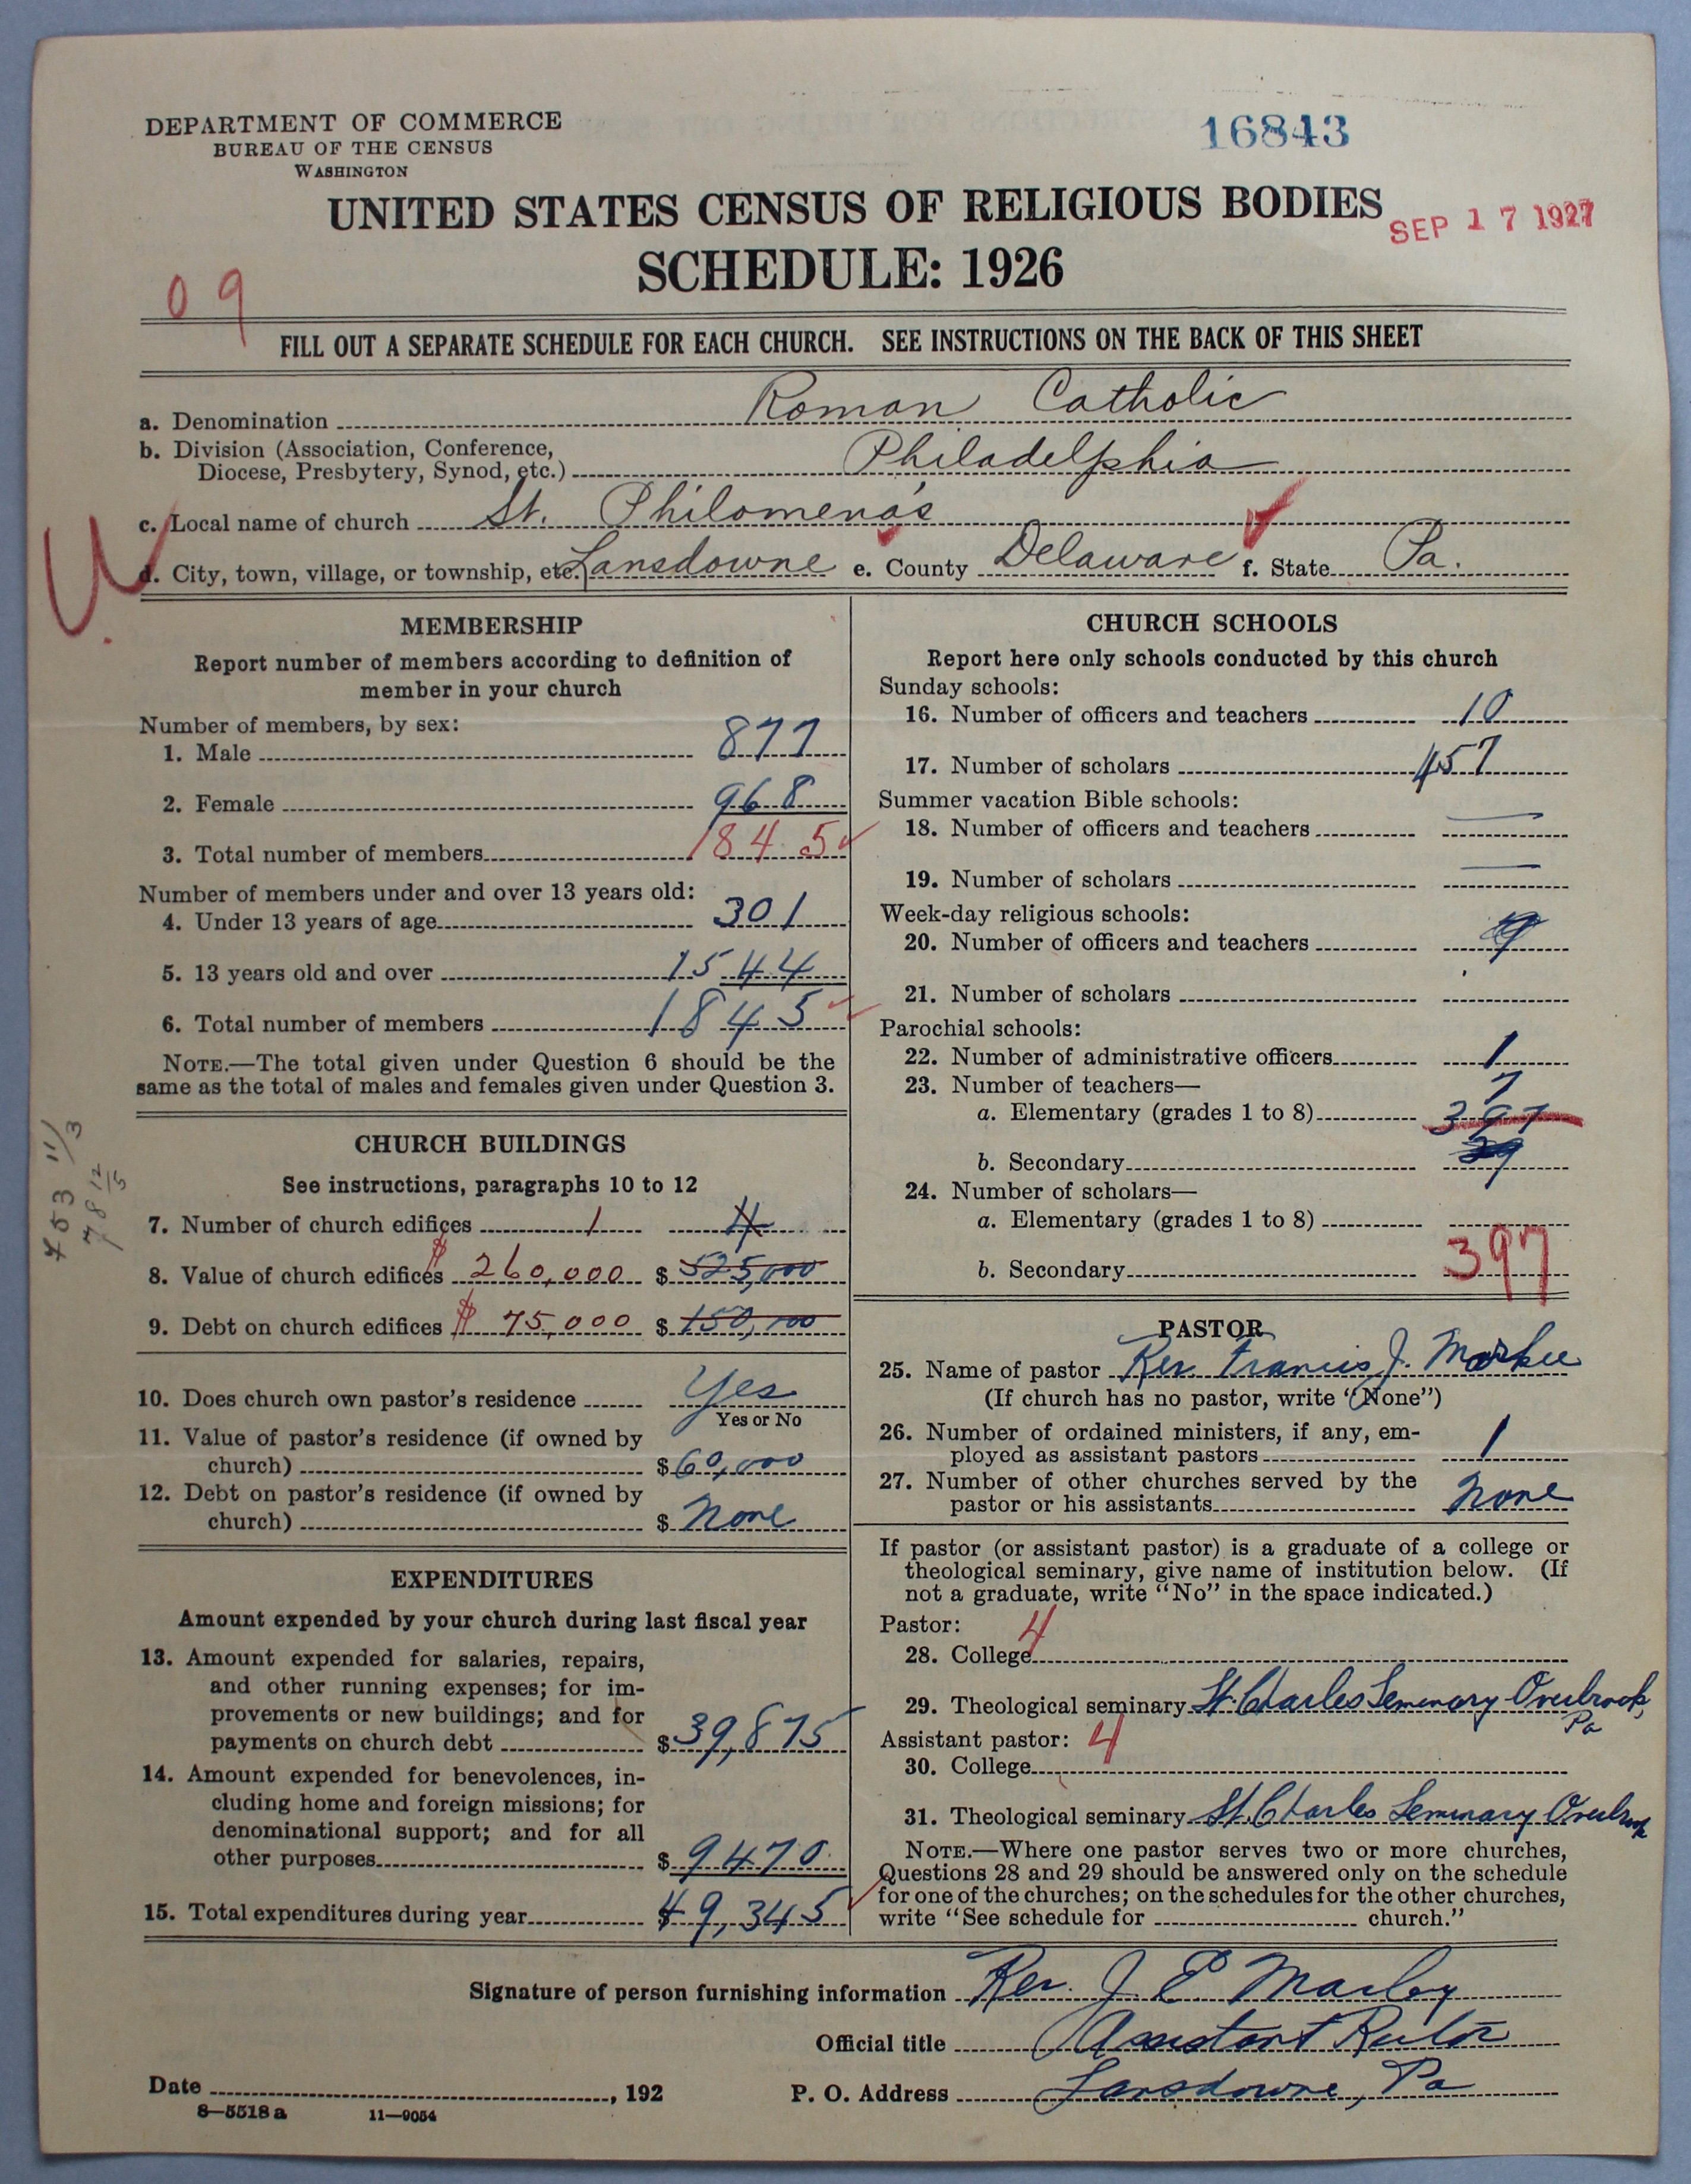 DEPARTMENT OF COMMERCE
BUREAU OF THE CENSUS
WASHINGTON
16843
UNITED STATES CENSUS OF RELIGIOUS BODIES
SEP 17 1927
SCHEDULE: 1926
09
FILL OUT A SEPARATE SCHEDULE FOR EACH CHURCH. SEE INSTRUCTIONS ON THE BACK OF THIS SHEET
a. Denomination Roman Catholic
b. Division (Association, Conference,
Diocese, Presbytery, Synod, etc.) Philadelphia
c. Local name of church St. Philomena's
d. City, town, village, or township, etc. Lansdowne e. County Delaware f. State Pa.
MEMBERSHIP
Report number of members according to definition of
member in your church
Number of members, by sex:
1. Male 877
2. Female 968
3. Total number of members 1845
Number of members under and over 13 years old:
4. Under 13 years of age 301
5. 13 years old and over 1544
6. Total number of members 1845
NOTE.—The total given under Question 6 should be the
same as the total of males and females given under Question 3.
CHURCH BUILDINGS
See instructions, paragraphs 10 to 12
7. Number of church edifices 1 4
8. Value of church edifices $ 260,000 $ 525,000
9. Debt on church edifices $ 75,000 $ 150,000
10. Does church own pastor's residence Yes
Yes or No
11. Value of pastor's residence (if owned by
church) $ 60,000
12. Debt on pastor's residence (if owned by
church) $ None
EXPENDITURES
Amount expended by your church during last fiscal year
13. Amount expended for salaries, repairs,
and other running expenses; for im-
provements or new buildings; and for
payments on church debt $ 39,875
14. Amount expended for benevolences, in-
cluding home and foreign missions; for
denominational support; and for all
other purposes $ 9470
15. Total expenditures during year $ 49,345
CHURCH SCHOOLS
Report here only schools conducted by this church
Sunday schools:
16. Number of officers and teachers 10
17. Number of scholars 457
Summer vacation Bible schools:
18. Number of officers and teachers —
19. Number of scholars —
Week-day religious schools:
20. Number of officers and teachers
21. Number of scholars
Parochial schools:
22. Number of administrative officers 1
23. Number of teachers— 7
a. Elementary (grades 1 to 8) 397
b. Secondary
24. Number of scholars—
a. Elementary (grades 1 to 8)
b. Secondary 397
PASTOR
25. Name of pastor Rev. Francis J. Markee
(If church has no pastor, write "None")
26. Number of ordained ministers, if any, em-
ployed as assistant pastors 1
27. Number of other churches served by the
pastor or his assistants None
If pastor (or assistant pastor) is a graduate of a college or
theological seminary, give name of institution below. (If
not a graduate, write "No" in the space indicated.)
Pastor: 4
28. College
29. Theological seminary St. Charles Seminary Overbrook,
Pa
Assistant pastor: 4
30. College
31. Theological seminary St. Charles Seminary Overbrook
NOTE.—Where one pastor serves two or more churches,
Questions 28 and 29 should be answered only on the schedule
for one of the churches; on the schedules for the other churches,
write "See schedule for church."
Signature of person furnishing information Rev. J. E.
Official title Assistant Rector
Date , 192 P. O. Address Lansdowne, Pa
8—5518 a 11—9054